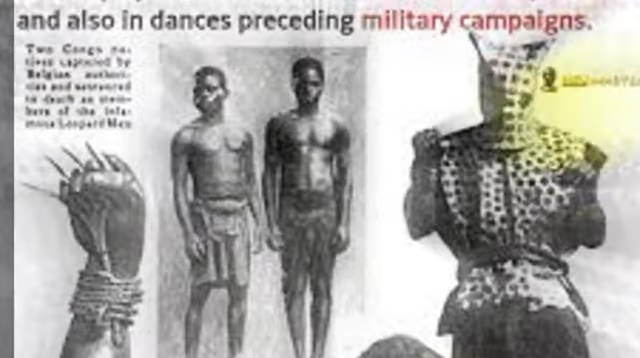 and also in dances preceding military campaigns.
Two Congo na-
tives captured by
Belgian authori-
ties and sentenced
to death as mem-
bers of the infa-
mous Leopard Men